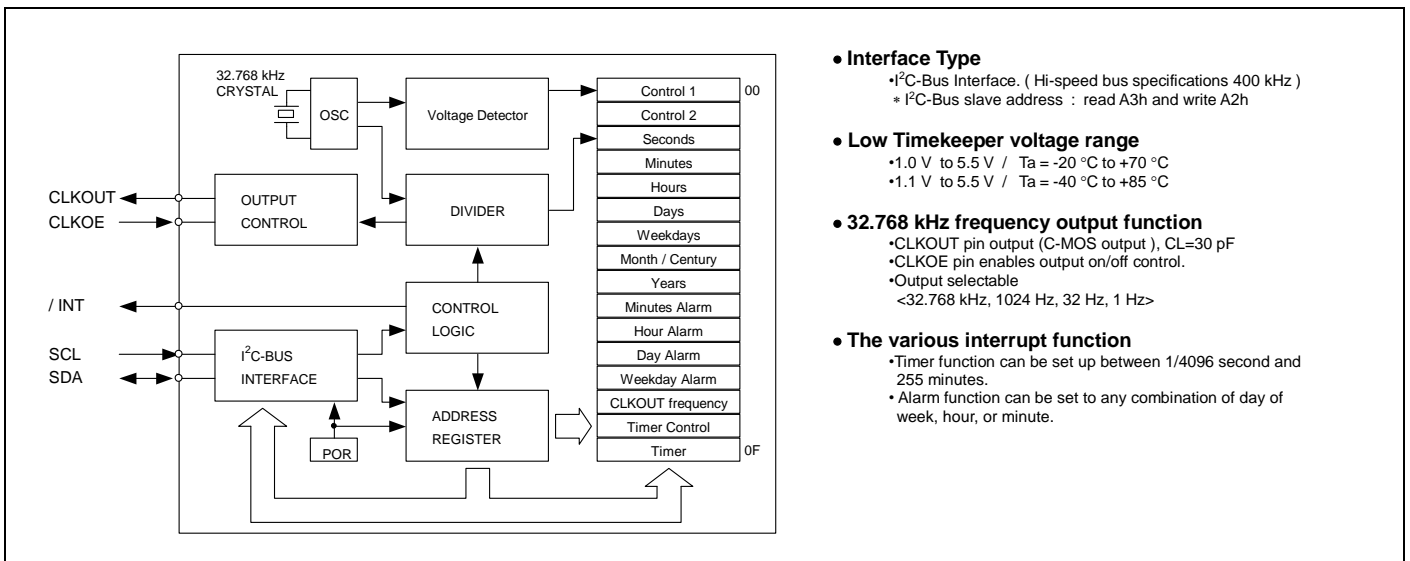 32.768 kHz
CRYSTAL
OSC
Voltage Detector
CLKOUT
CLKOE
OUTPUT
CONTROL
DIVIDER
/ INT
CONTROL
LOGIC
SCL
SDA
I²C-BUS
INTERFACE
ADDRESS
REGISTER
POR
Control 1
00
Control 2
Seconds
Minutes
Hours
Days
Weekdays
Month / Century
Years
Minutes Alarm
Hour Alarm
Day Alarm
Weekday Alarm
CLKOUT frequency
Timer Control
Timer
0F
● Interface Type
•I²C-Bus Interface. ( Hi-speed bus specifications 400 kHz )
∗ I²C-Bus slave address : read A3h and write A2h
● Low Timekeeper voltage range
•1.0 V to 5.5 V / Ta = -20 °C to +70 °C
•1.1 V to 5.5 V / Ta = -40 °C to +85 °C
● 32.768 kHz frequency output function
•CLKOUT pin output (C-MOS output ), CL=30 pF
•CLKOE pin enables output on/off control.
•Output selectable
<32.768 kHz, 1024 Hz, 32 Hz, 1 Hz>
● The various interrupt function
•Timer function can be set up between 1/4096 second and
255 minutes.
• Alarm function can be set to any combination of day of
week, hour, or minute.